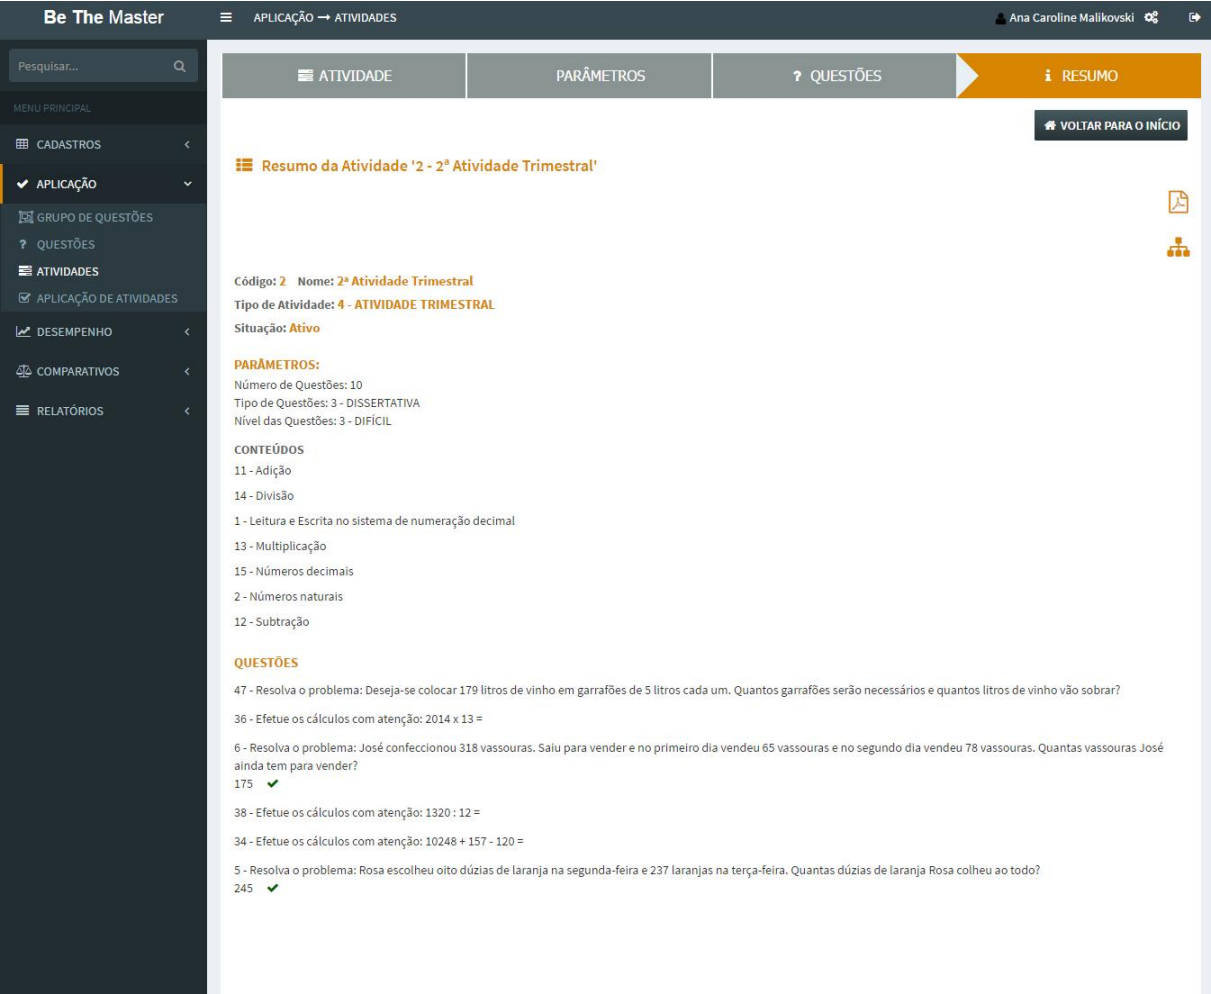 Be The Master
APLICAÇÃO → ATIVIDADES
Ana Caroline Malikovski
Pesquisar...
MENU PRINCIPAL
CADASTROS
APLICAÇÃO
GRUPO DE QUESTÕES
? QUESTÕES
ATIVIDADES
APLICAÇÃO DE ATIVIDADES
DESEMPENHO
COMPARATIVOS
RELATÓRIOS
ATIVIDADE
PARÂMETROS
? QUESTÕES
i RESUMO
VOLTAR PARA O INÍCIO
Resumo da Atividade '2 - 2ª Atividade Trimestral'
Código: 2 Nome: 2ª Atividade Trimestral
Tipo de Atividade: 4 - ATIVIDADE TRIMESTRAL
Situação: Ativo
PARÂMETROS:
Número de Questões: 10
Tipo de Questões: 3 - DISSERTATIVA
Nível das Questões: 3 - DIFÍCIL
CONTEÚDOS
11 - Adição
14 - Divisão
1 - Leitura e Escrita no sistema de numeração decimal
13 - Multiplicação
15 - Números decimais
2 - Números naturais
12 - Subtração
QUESTÕES
47 - Resolva o problema: Deseja-se colocar 179 litros de vinho em garrafões de 5 litros cada um. Quantos garrafões serão necessários e quantos litros de vinho vão sobrar?
36 - Efetue os cálculos com atenção: 2014 x 13 =
6 - Resolva o problema: José confeccionou 318 vassouras. Saiu para vender e no primeiro dia vendeu 65 vassouras e no segundo dia vendeu 78 vassouras. Quantas vassouras José
ainda tem para vender?
175 ✔
38 - Efetue os cálculos com atenção: 1320 : 12 =
34 - Efetue os cálculos com atenção: 10248 + 157 - 120 =
5 - Resolva o problema: Rosa escolheu oito dúzias de laranja na segunda-feira e 237 laranjas na terça-feira. Quantas dúzias de laranja Rosa colheu ao todo?
245 ✔